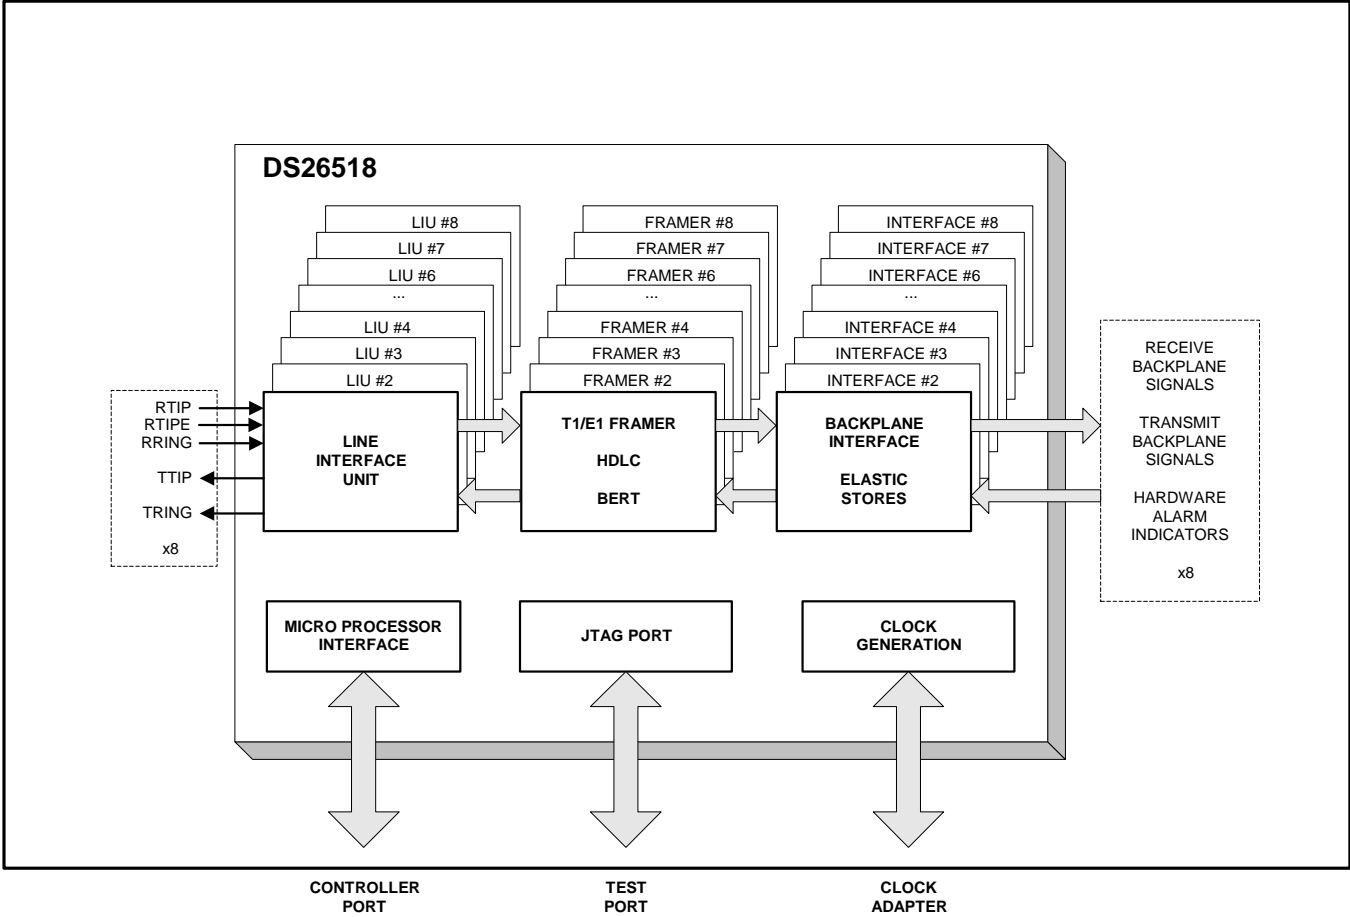 DS26518
LIU #8
LIU #7
LIU #6
...
LIU #4
LIU #3
LIU #2
LINE
INTERFACE
UNIT
FRAMER #8
FRAMER #7
FRAMER #6
...
FRAMER #4
FRAMER #3
FRAMER #2
T1/E1 FRAMER
HDLC
BERT
INTERFACE #8
INTERFACE #7
INTERFACE #6
...
INTERFACE #4
INTERFACE #3
INTERFACE #2
BACKPLANE
INTERFACE
ELASTIC
STORES
RTIP
RTIPE
RRING
TTIP
TRING
x8
RECEIVE
BACKPLANE
SIGNALS
TRANSMIT
BACKPLANE
SIGNALS
HARDWARE
ALARM
INDICATORS
x8
MICRO PROCESSOR
INTERFACE
JTAG PORT
CLOCK
GENERATION
CONTROLLER
PORT
TEST
PORT
CLOCK
ADAPTER